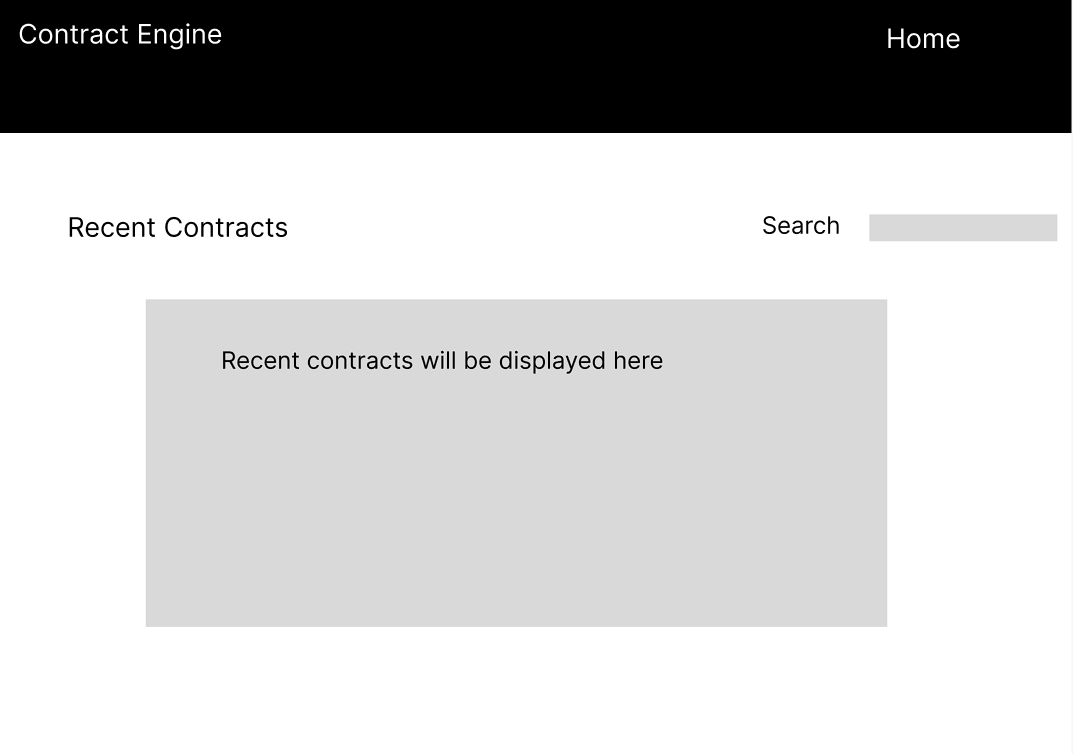 Contract Engine
Home
Recent Contracts
Search
Recent contracts will be displayed here